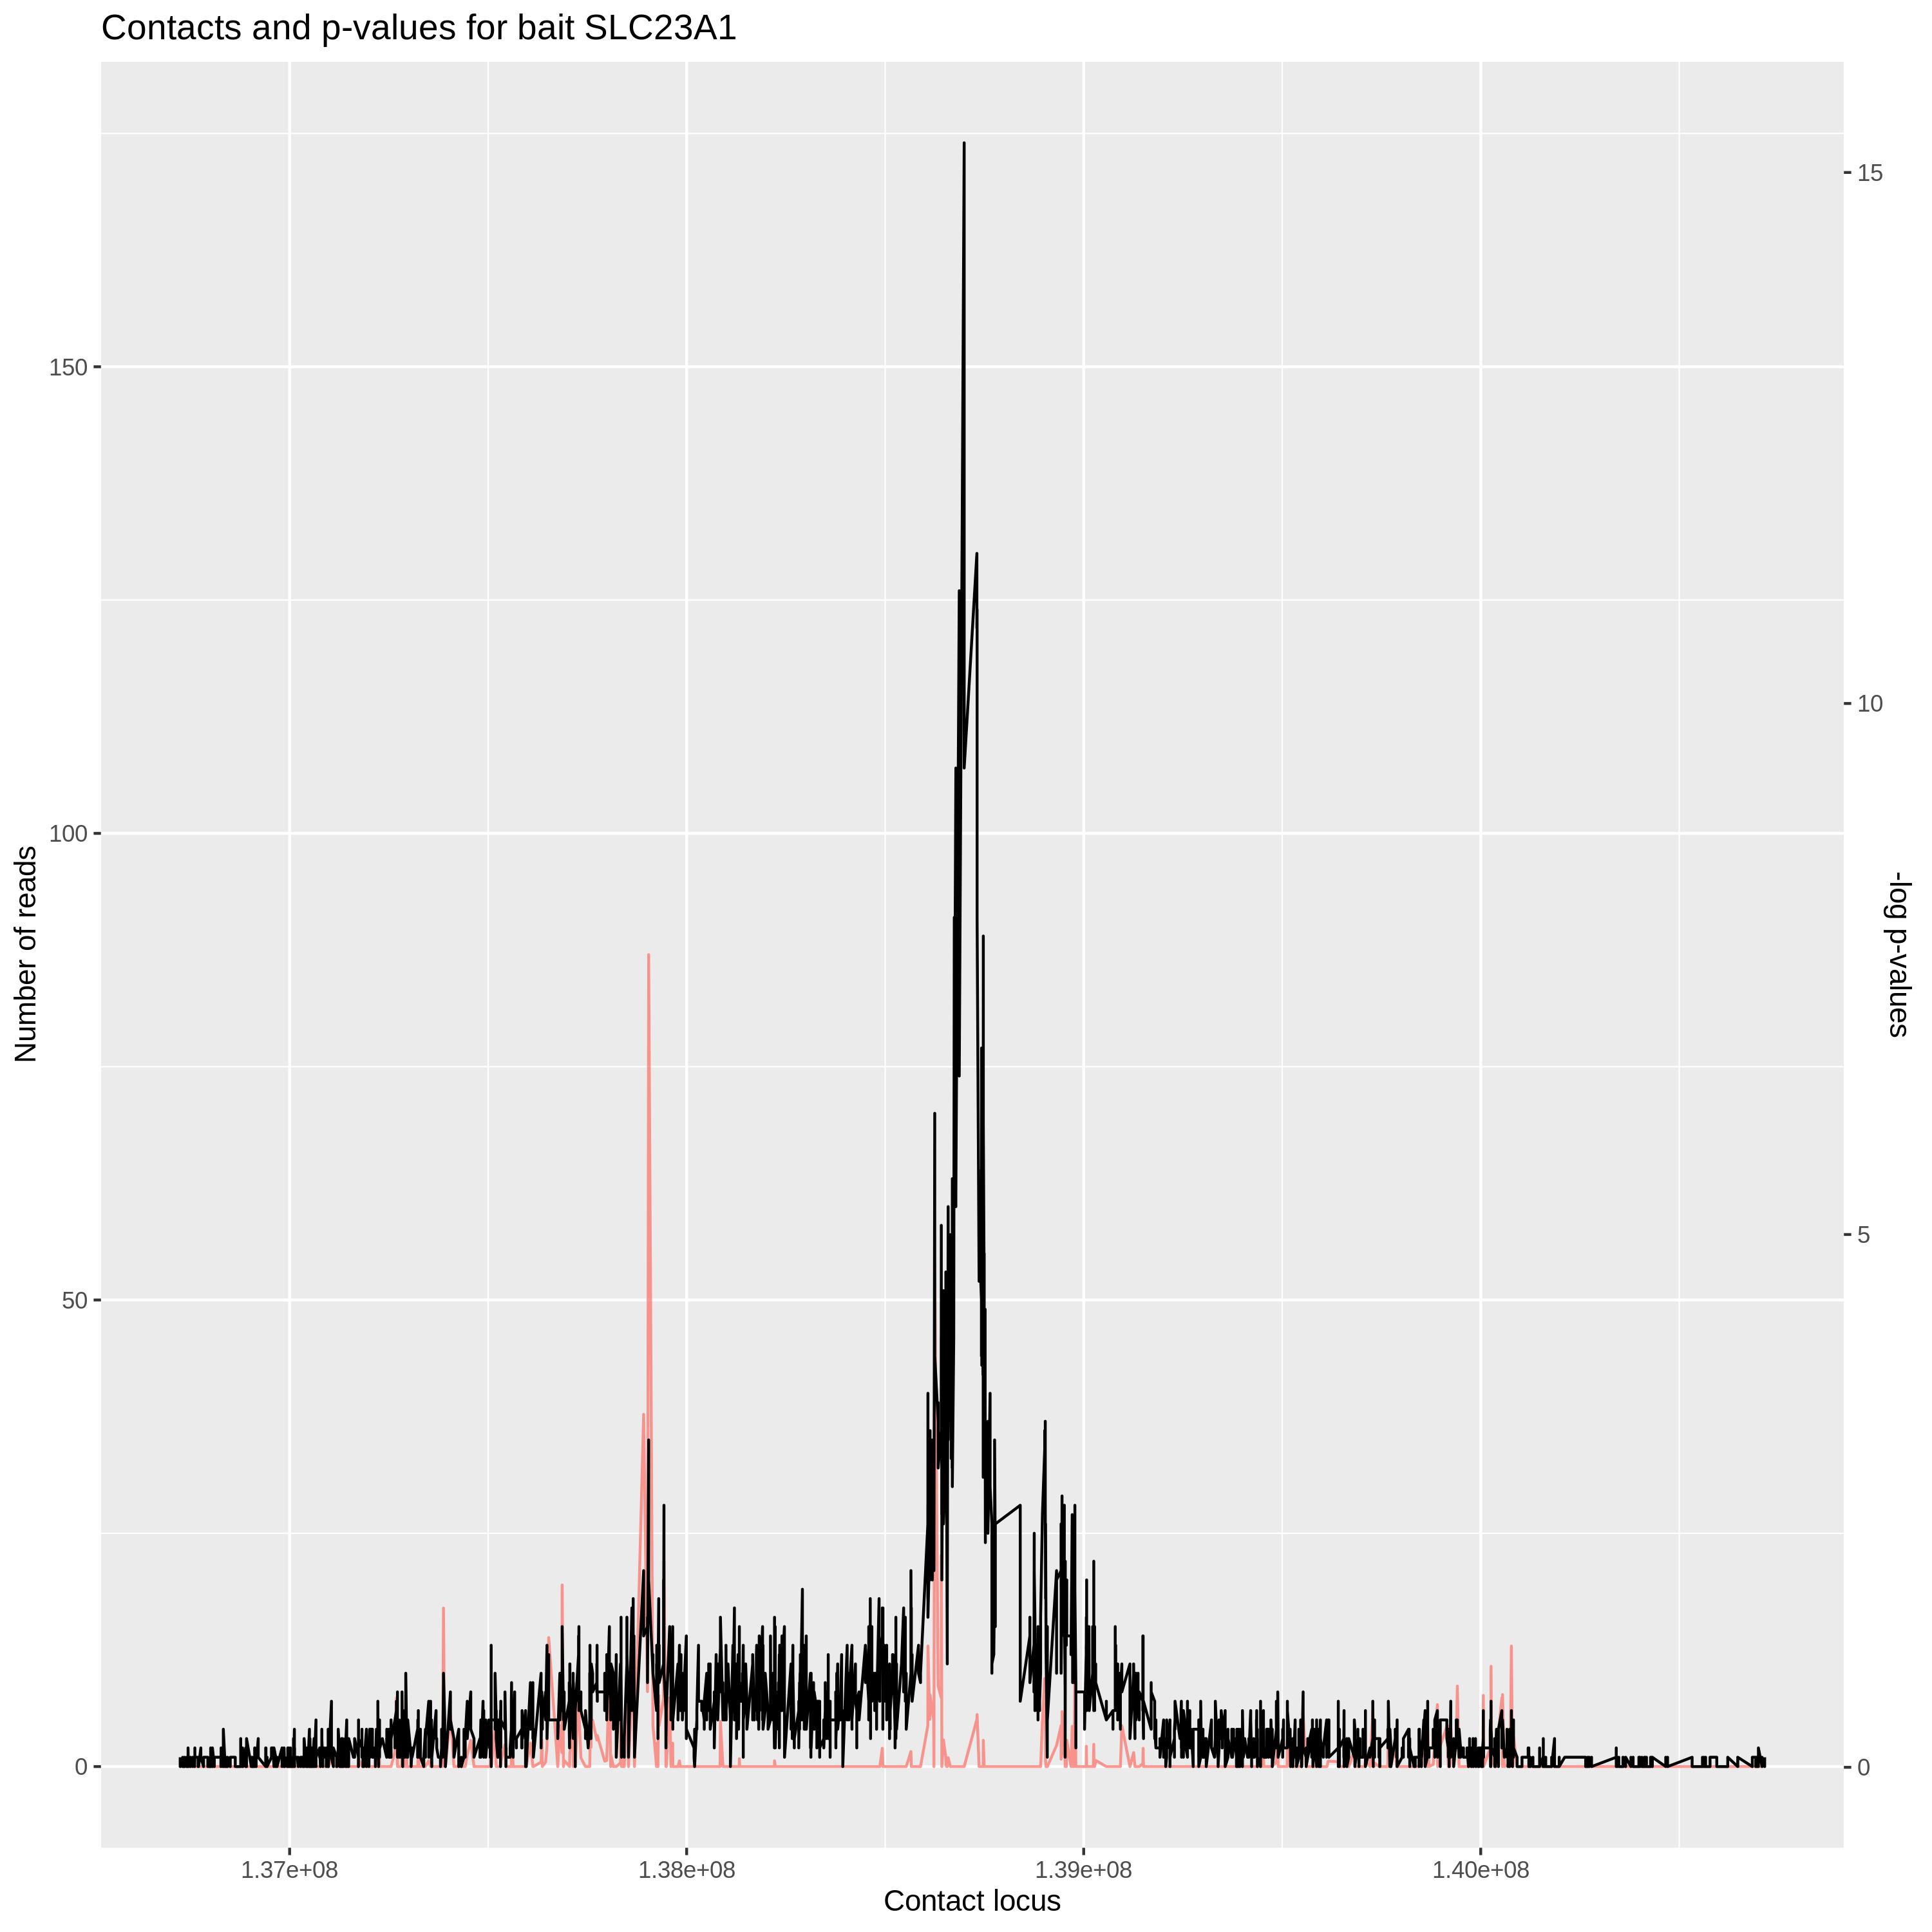 Contacts and p-values for bait SLC23A1
Number of reads
150
100
50
0
15
10
5
0
-log p-values
1.37e+08
1.38e+08
1.39e+08
1.40e+08
Contact locus